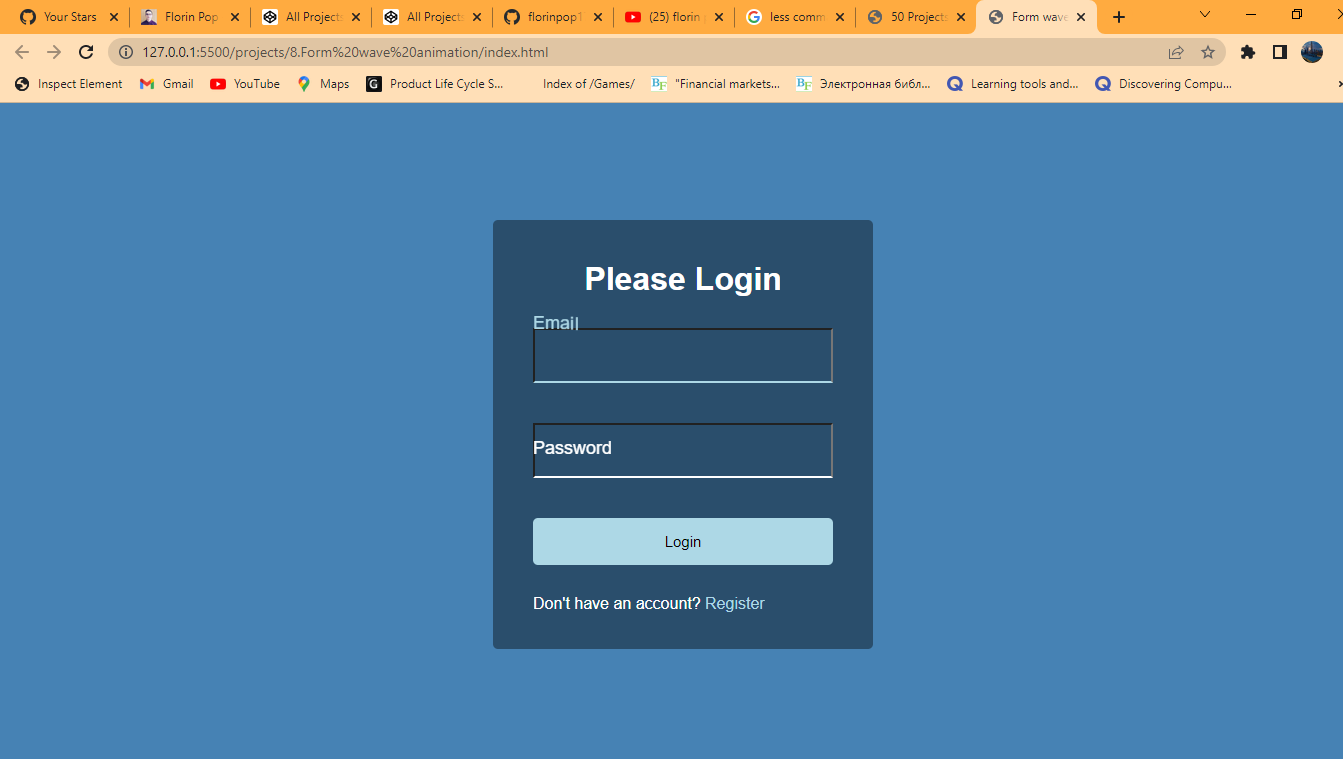 Your Stars
Florin Pop
All Projects
All Projects
florinpop1
(25) florin
less comm
50 Projects
Form wave
127.0.0.1:5500/projects/8.Form%20wave%20animation/index.html
Inspect Element
Gmail
YouTube
Maps
Product Life Cycle S...
Index of /Games/
"Financial markets...
Электронная библ...
Learning tools and...
Discovering Compu...
Please Login
Email
Password
Login
Don't have an account? Register